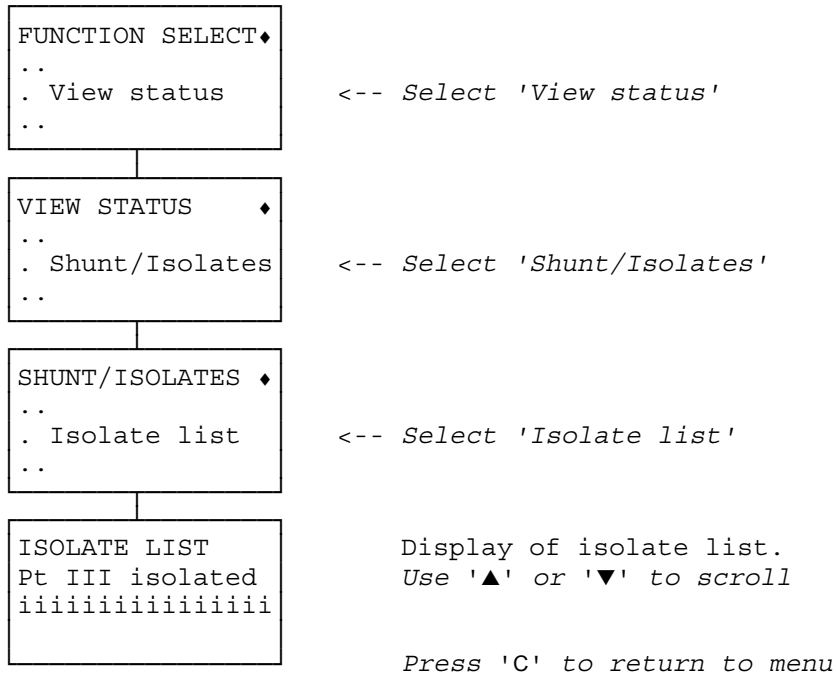 FUNCTION SELECT♦
..
. View status <-- Select 'View status'
..
VIEW STATUS ♦
..
. Shunt/Isolates <-- Select 'Shunt/Isolates'
..
SHUNT/ISOLATES ♦
..
. Isolate list <-- Select 'Isolate list'
..
ISOLATE LIST Display of isolate list.
Pt III isolated Use '▲' or '▼' to scroll
iiiiiiiiiiiiiiii
Press 'C' to return to menu